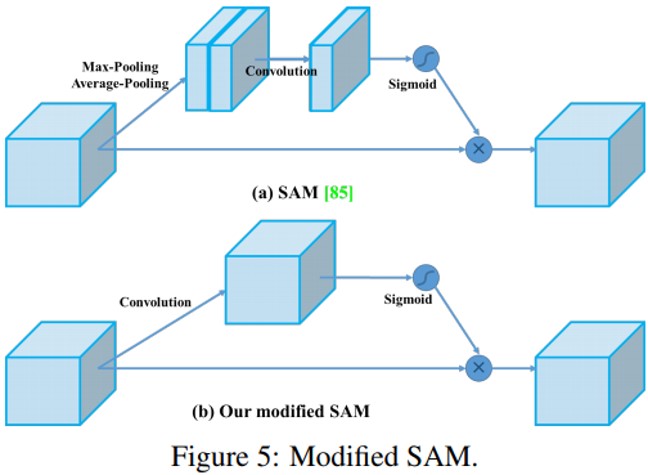 Max-Pooling
Average-Pooling
Convolution
Sigmoid
(a) SAM [85]
Convolution
Sigmoid
(b) Our modified SAM
Figure 5: Modified SAM.